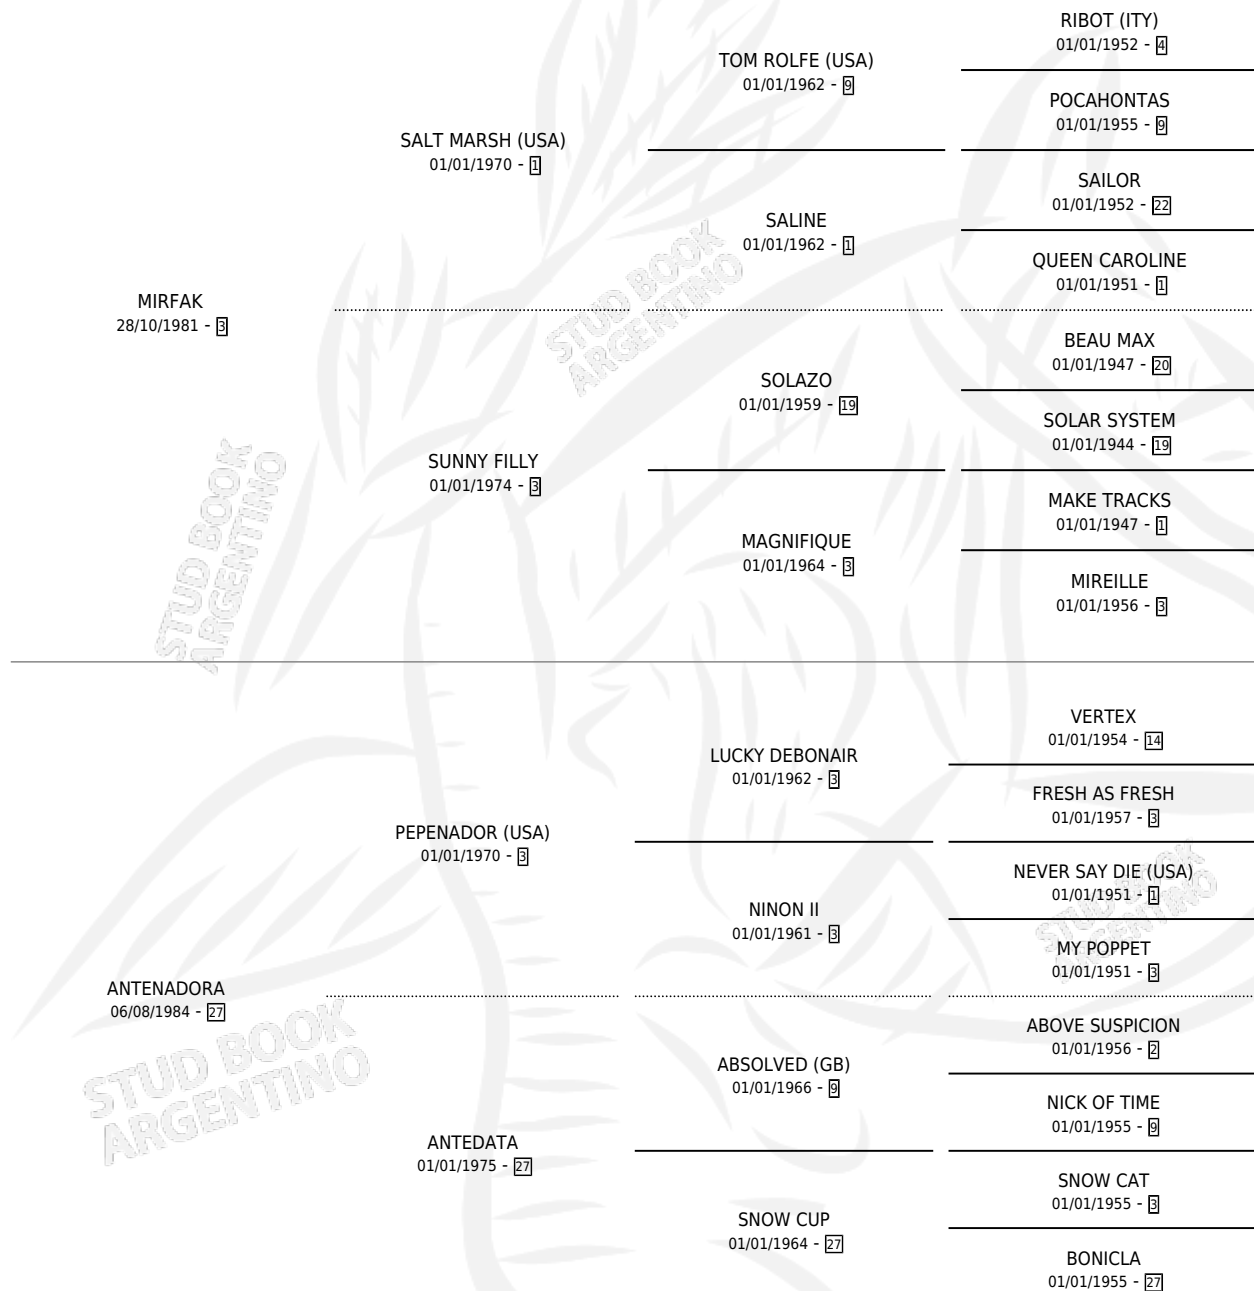 RIBOT (ITY)
01/01/1952 - 4
TOM ROLFE (USA)
01/01/1962 - 9
POCAHONTAS
01/01/1955 - 9
SALT MARSH (USA)
01/01/1970 - 1
SAILOR
01/01/1952 - 22
SALINE
01/01/1962 - 1
QUEEN CAROLINE
01/01/1951 - 1
MIRFAK
28/10/1981 - 3
BEAU MAX
01/01/1947 - 20
SOLAZO
01/01/1959 - 19
SOLAR SYSTEM
01/01/1944 - 19
SUNNY FILLY
01/01/1974 - 3
MAKE TRACKS
01/01/1947 - 1
MAGNIFIQUE
01/01/1964 - 3
MIREILLE
01/01/1956 - 3
VERTEX
01/01/1954 - 14
LUCKY DEBONAIR
01/01/1962 - 3
FRESH AS FRESH
01/01/1957 - 3
PEPENADOR (USA)
01/01/1970 - 3
NEVER SAY DIE (USA)
01/01/1951 - 1
NINON II
01/01/1961 - 3
MY POPPET
01/01/1951 - 3
ANTENADORA
06/08/1984 - 27
ABOVE SUSPICION
01/01/1956 - 2
ABSOLVED (GB)
01/01/1966 - 9
NICK OF TIME
01/01/1955 - 9
ANTEDATA
01/01/1975 - 27
SNOW CAT
01/01/1955 - 3
SNOW CUP
01/01/1964 - 27
BONICLA
01/01/1955 - 27
STUD BOOK
ARGENTINO
STUD BOOK
ARGENTINO
STUD BOOK
ARGENTINO
STUD BOOK
ARGENTINO